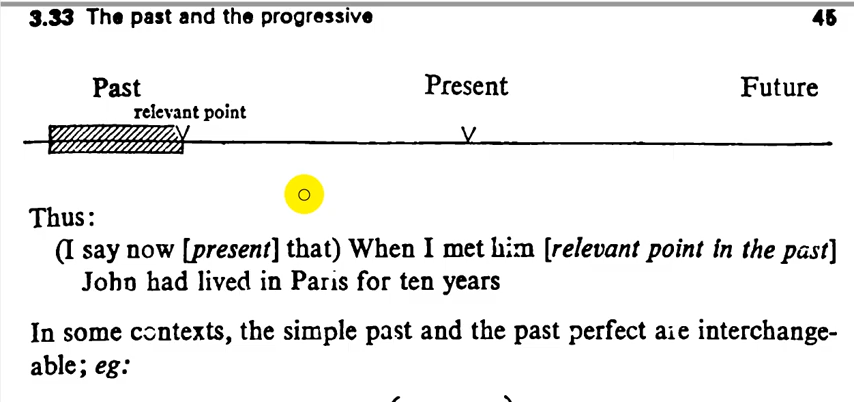 3.33 The past and the progressive 45
Past Present Future
relevant point
Thus:
(I say now [present] that) When I met him [relevant point in the past]
John had lived in Paris for ten years
In some contexts, the simple past and the past perfect are interchange-
able; eg: